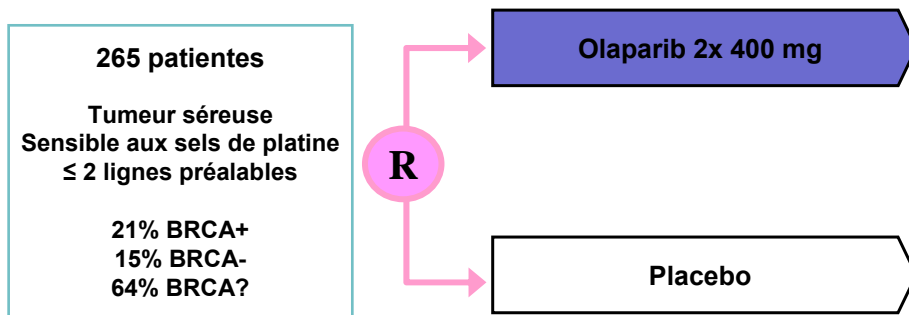 265 patientes
Tumeur séreuse
Sensible aux sels de platine
≤ 2 lignes préalables
21% BRCA+
15% BRCA-
64% BRCA?
R
Olaparib 2x 400 mg
Placebo